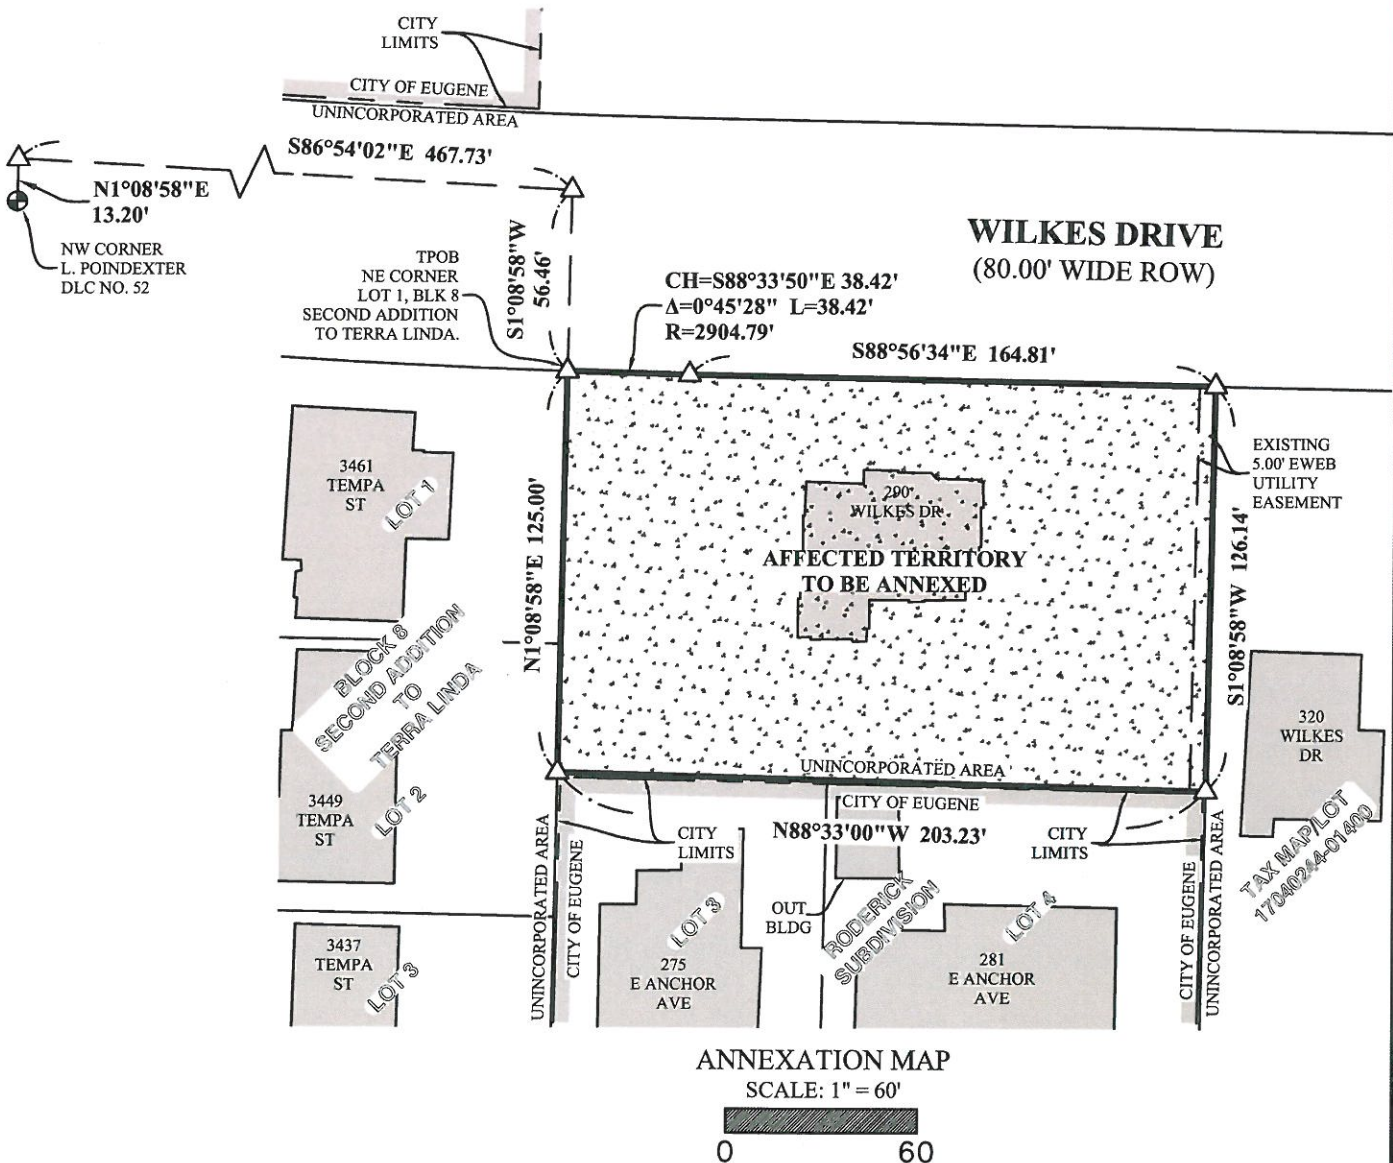 CITY
LIMITS
CITY OF EUGENE
UNINCORPORATED AREA
S86°54'02"E 467.73'
N1°08'58"E
13.20'
NW CORNER
L. POINDEXTER
DLC NO. 52
WILKES DRIVE
(80.00' WIDE ROW)
TPOB
NE CORNER
LOT 1, BLK 8
SECOND ADDITION
TO TERRA LINDA.
S1°08'58"W
56.46'
CH=S88°33'50"E 38.42'
Δ=0°45'28" L=38.42'
R=2904.79'
S88°56'34"E 164.81'
EXISTING
5.00' EWEB
UTILITY
EASEMENT
3461
TEMPA
ST
LOT 1
290
WILKES DR
AFFECTED TERRITORY
TO BE ANNEXED
N1°08'58"E 125.00'
S1°08'58"W 126.14'
BLOCK 8
SECOND ADDITION
TO
TERRA LINDA
3449
TEMPA
ST
LOT 2
320
WILKES
DR
TAX MAP/LOT
17040244-01400
UNINCORPORATED AREA
CITY OF EUGENE
N88°33'00"W 203.23'
CITY
LIMITS
CITY
LIMITS
UNINCORPORATED AREA
CITY OF EUGENE
CITY OF EUGENE
UNINCORPORATED AREA
OUT
BLDG
RODERICK
SUBDIVISION
LOT 3
LOT 4
3437
TEMPA
ST
LOT 3
275
E ANCHOR
AVE
281
E ANCHOR
AVE
ANNEXATION MAP
SCALE: 1" = 60'
0 60